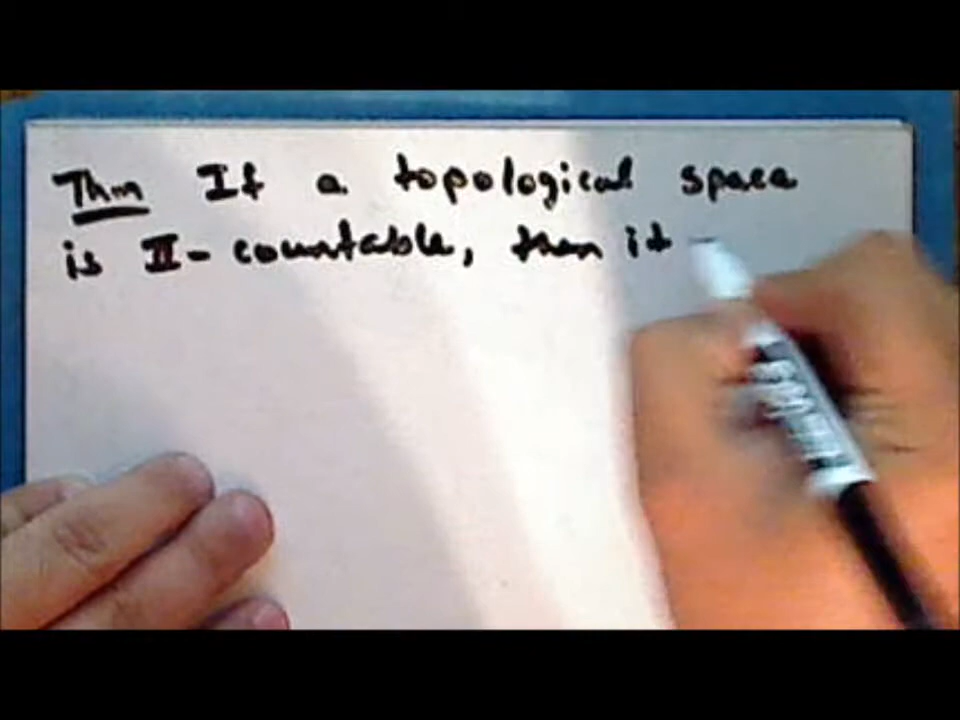 Thm If a topological space
is II-countable, then it